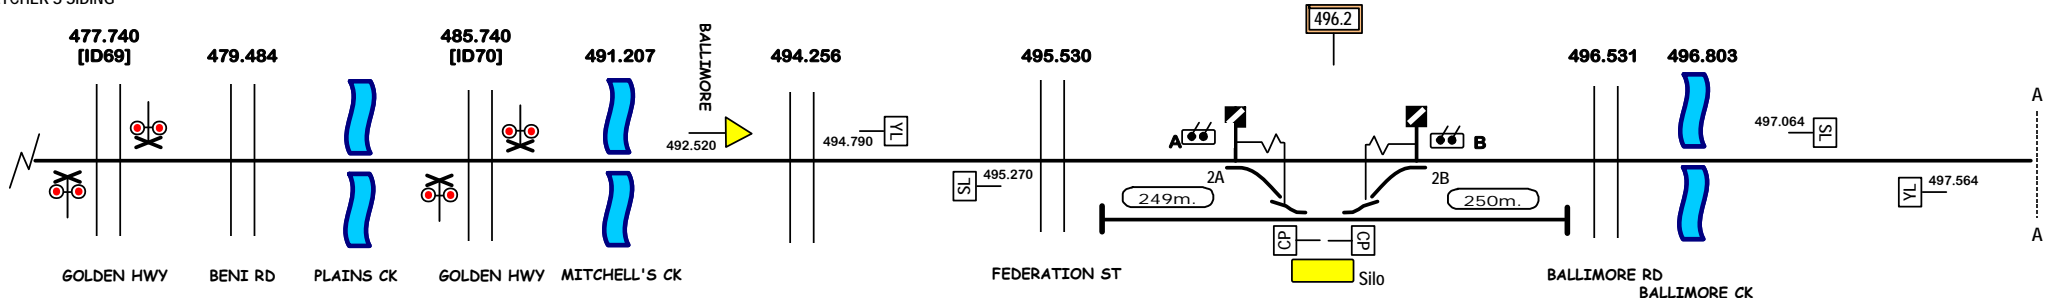 477.740
[ID69]
479.484
485.740
[ID70]
491.207
BALLIMORE
492.520
494.256
494.790
YL
SL
495.270
495.530
496.2
A
B
2A
2B
249m.
250m.
CP
CP
Silo
496.531
496.803
497.064
SL
YL
497.564
A
A
GOLDEN HWY
BENI RD
PLAINS CK
GOLDEN HWY
MITCHELL'S CK
FEDERATION ST
BALLIMORE RD
BALLIMORE CK